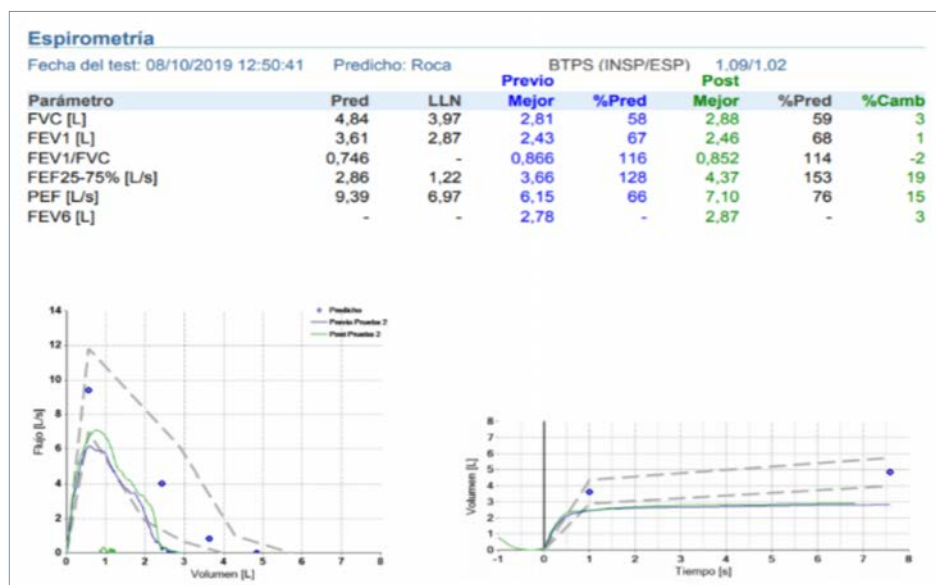 Espirometría
Fecha del test: 08/10/2019 12:50:41 Predicho: Roca BTPS (INSP/ESP) 1.09/1.02
Previo Post
Parámetro Pred LLN Mejor %Pred Mejor %Pred %Camb
FVC [L] 4,84 3,97 2,81 58 2,88 59 3
FEV1 [L] 3,61 2,87 2,43 67 2,46 68 1
FEV1/FVC 0,746 - 0,866 116 0,852 114 -2
FEF25-75% [L/s] 2,86 1,22 3,66 128 4,37 153 19
PEF [L/s] 9,39 6,97 6,15 66 7,10 76 15
FEV6 [L] - - 2,78 - 2,87 - 3
Predicho
Previo Prueba 2
Post Prueba 2
Flujo [L/s]
14
12
10
8
6
4
2
0
0 1 2 3 4 5 6 7 8
Volumen [L]
Volumen [L]
8
7
6
5
4
3
2
1
0
-1 0 1 2 3 4 5 6 7 8
Tiempo [s]